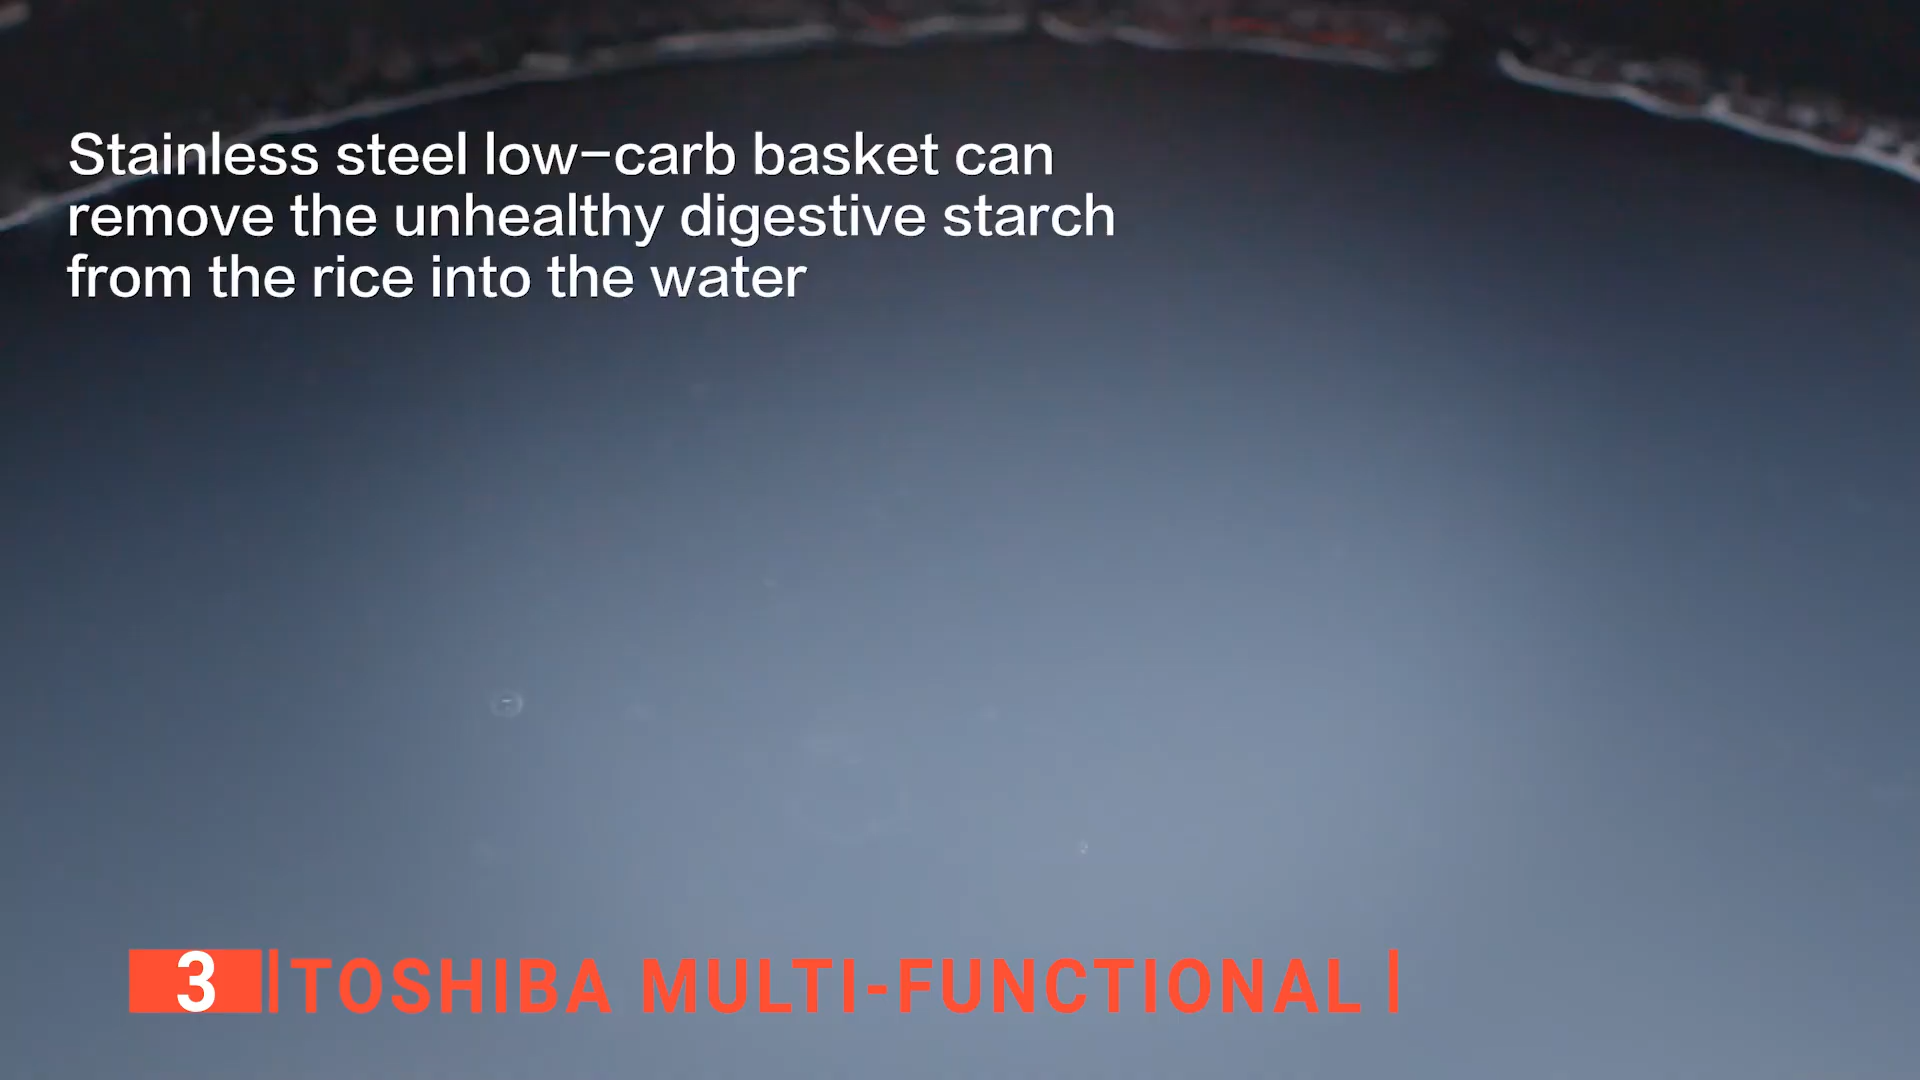 Stainless steel low-carb basket can
remove the unhealthy digestive starch
from the rice into the water
3 TOSHIBA MULTI-FUNCTIONAL